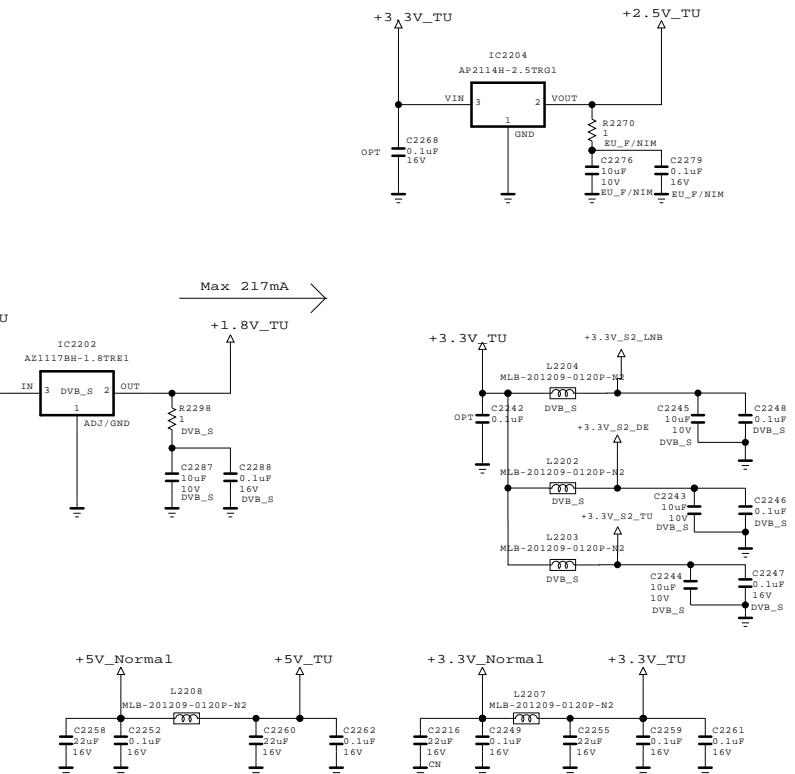 +3.3V_TU
+2.5V_TU
IC2204
AP2114H-2.5TRG1
VIN
3
2
VOUT
1
GND
C2268
0.1uF
16V
OPT
R2270
1
EU_F/NIM
C2276
10uF
10V
EU_F/NIM
C2279
0.1uF
16V
EU_F/NIM
Max 217mA
U
+1.8V_TU
IC2202
AZ1117BH-1.8TRE1
IN
3
DVB_S
2
OUT
1
ADJ/GND
R2298
1
DVB_S
C2287
10uF
10V
DVB_S
C2288
0.1uF
16V
DVB_S
+3.3V_TU
+3.3V_S2_LNB
L2204
MLB-201209-0120P-N2
DVB_S
OPT
C2242
0.1uF
C2245
10uF
10V
DVB_S
C2248
0.1uF
DVB_S
+3.3V_S2_DE
L2202
MLB-201209-0120P-N2
DVB_S
C2243
10uF
10V
DVB_S
C2246
0.1uF
DVB_S
+3.3V_S2_TU
L2203
MLB-201209-0120P-N2
DVB_S
C2244
10uF
10V
DVB_S
C2247
0.1uF
16V
DVB_S
+5V_Normal
+5V_TU
L2208
MLB-201209-0120P-N2
C2258
22uF
16V
C2252
0.1uF
16V
C2260
22uF
16V
C2262
0.1uF
16V
+3.3V_Normal
+3.3V_TU
L2207
MLB-201209-0120P-N2
C2216
22uF
16V
CN
C2249
0.1uF
16V
C2255
22uF
16V
C2259
0.1uF
16V
C2261
0.1uF
16V